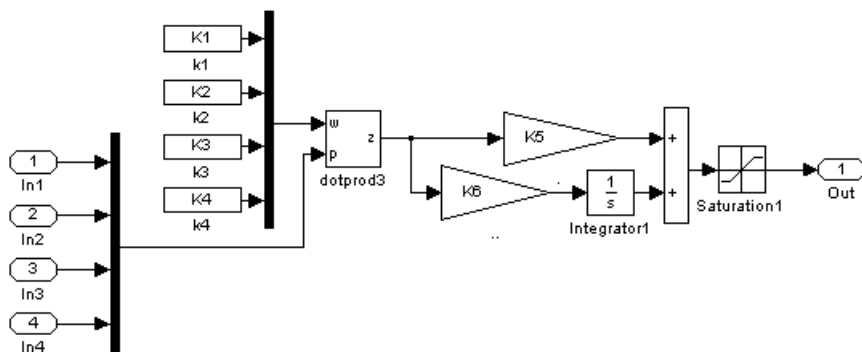 K1
k1
K2
k2
K3
k3
K4
k4
1
In1
2
In2
3
In3
4
In4
w
p
z
dotprod3
K5
K6
1
s
Integrator1
+
+
Saturation1
1
Out